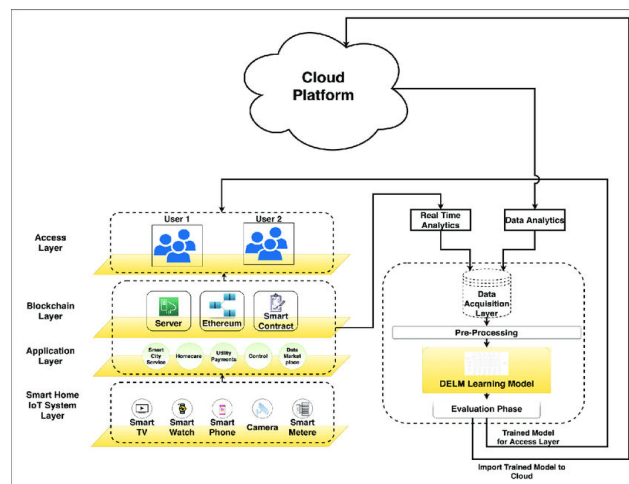 Cloud
Platform
User 1
User 2
Access
Layer
Real Time
Analytics
Data Analytics
Blockchain
Layer
Server
Ethereum
Smart
Contract
Data
Acquisition
Layer
Pre-Processing
Application
Layer
Smart
City
Service
Homecare
Utility
Payments
Control
Data
Market
place
DELM Learning Model
Evaluation Phase
Smart Home
IoT System
Layer
Smart
TV
Smart
Watch
Smart
Phone
Camera
Smart
Metere
Trained Model
for Access Layer
Import Trained Model to
Cloud